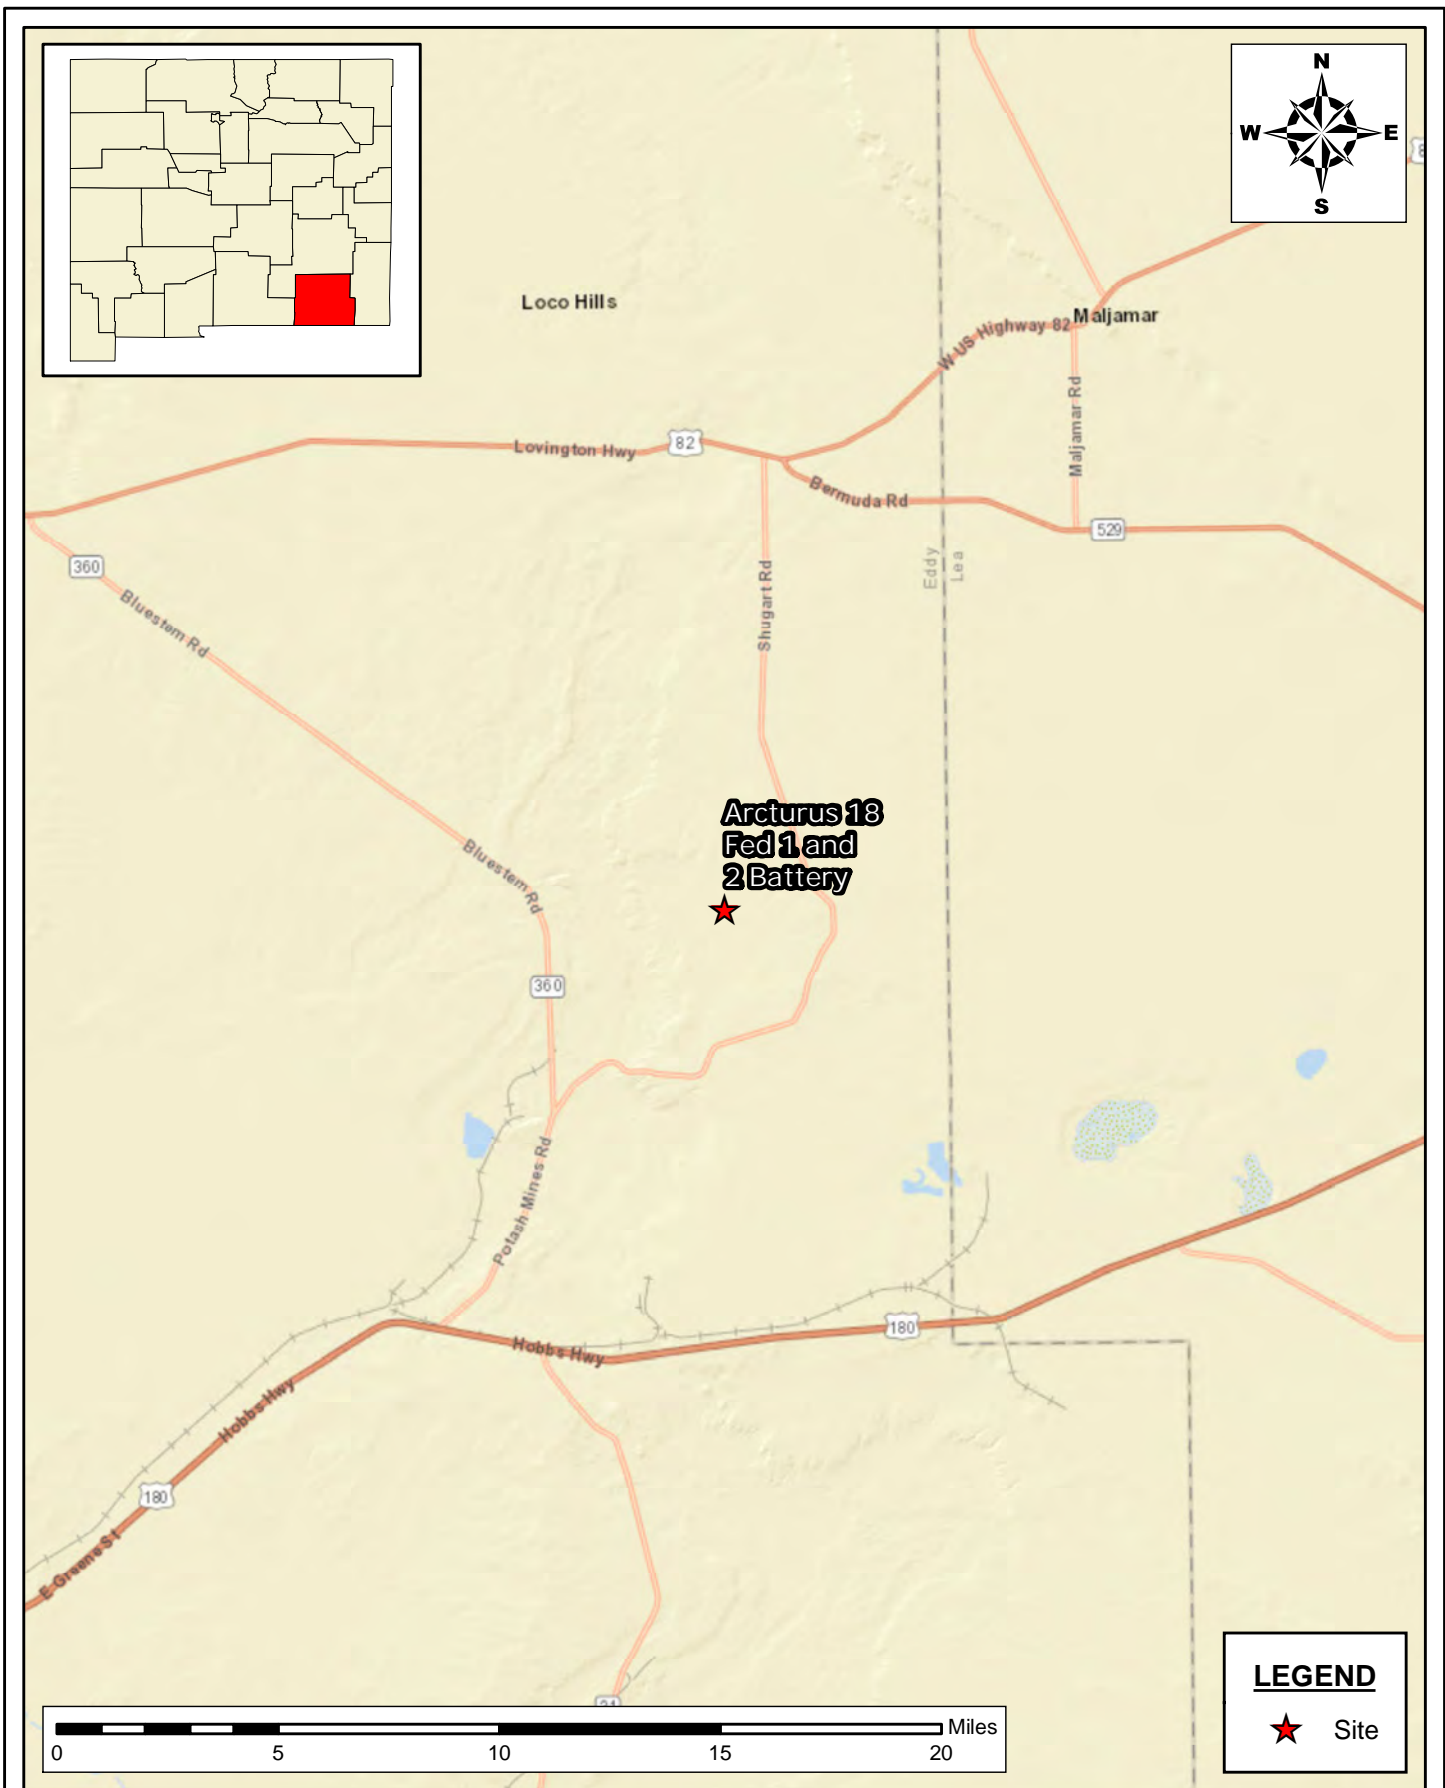 N
W
E
S
8
Loco Hills
Maljamar
W US Highway 82
Maljamar Rd
Lovington Hwy
82
Bermuda Rd
529
360
Eddy
Lea
Bluestem Rd
Shugart Rd
Arcturus 18
Fed 1 and
2 Battery
Bluestem Rd
360
Potash Mines Rd
180
Hobbs Hwy
Hobbs Hwy
180
E Greene St
LEGEND
Site
Miles
0
5
10
15
20